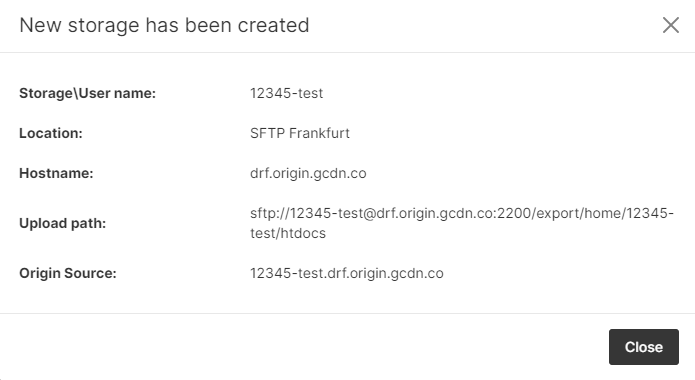 New storage has been created
Storage\User name: 12345-test
Location: SFTP Frankfurt
Hostname: drf.origin.gcdn.co
Upload path: sftp://12345-test@drf.origin.gcdn.co:2200/export/home/12345-
test/htdocs
Origin Source: 12345-test.drf.origin.gcdn.co
Close